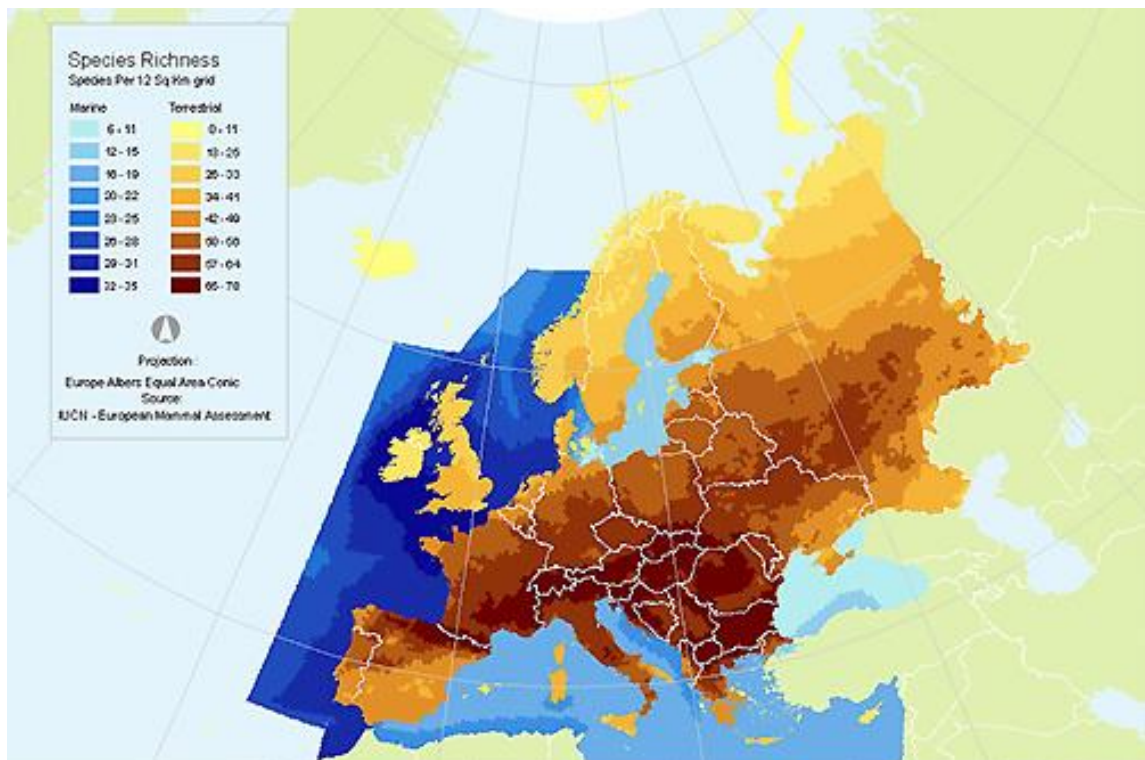 Species Richness
Species Per 12 Sq Km grid
Marine Terrestrial
6 - 11 0 - 11
12 - 15 13 - 25
16 - 19 26 - 33
20 - 22 34 - 41
23 - 25 42 - 49
26 - 28 50 - 56
29 - 31 57 - 64
32 - 35 65 - 78
Projection:
Europe Albers Equal Area Conic
Source:
IUCN - European Mammal Assessment